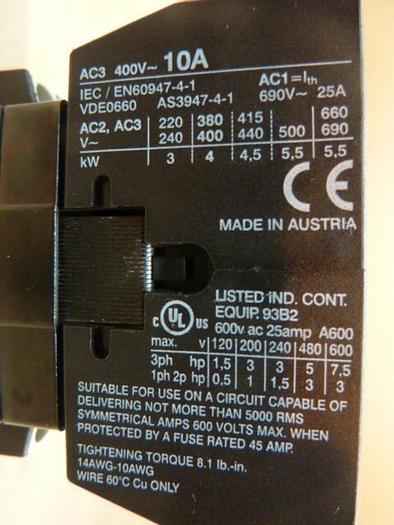 AC3 400V~ 10A
IEC / EN60947-4-1 AC1=Ith
VDE0660 AS3947-4-1 690V~ 25A
AC2, AC3 220 380 415 660
V~ 240 400 440 500 690
kW 3 4 4,5 5,5 5,5
CE
MADE IN AUSTRIA
LISTED IND. CONT.
EQUIP. 93B2
c UL US 600v ac 25amp A600
max. v 120 200 240 480 600
3ph hp 1,5 3 3 5 7,5
1ph 2p hp 0,5 1 1,5 3 3
SUITABLE FOR USE ON A CIRCUIT CAPABLE OF
DELIVERING NOT MORE THAN 5000 RMS
SYMMETRICAL AMPS 600 VOLTS MAX. WHEN
PROTECTED BY A FUSE RATED 45 AMP.
TIGHTENING TORQUE 8.1 lb.-in.
14AWG-10AWG
WIRE 60°C Cu ONLY